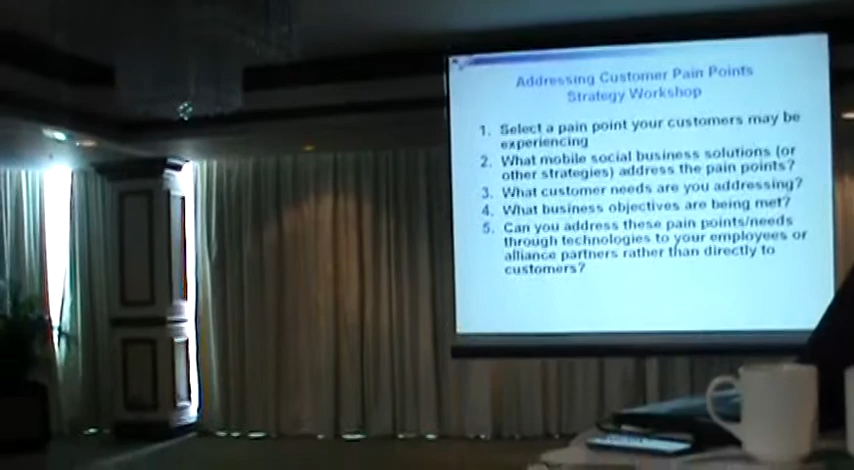 Addressing Customer Pain Points
Strategy Workshop
1. Select a pain point your customers may be
experiencing
2. What mobile social business solutions (or
other strategies) address the pain points?
3. What customer needs are you addressing?
4. What business objectives are being met?
5. Can you address these pain points/needs
through technologies to your employees or
alliance partners rather than directly to
customers?